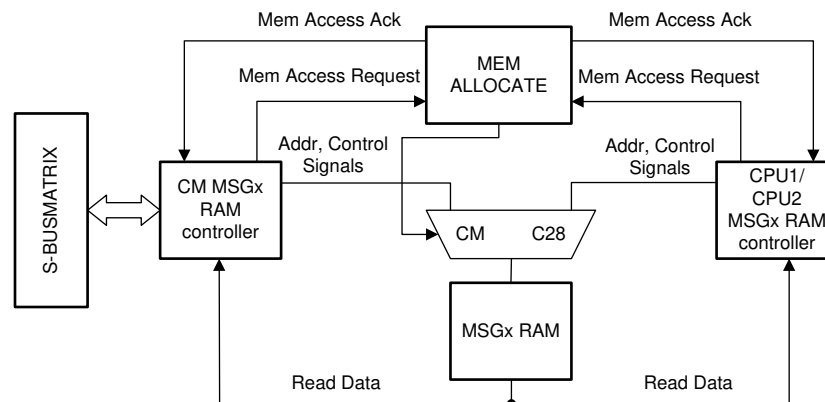 Mem Access Ack
Mem Access Ack
MEM
ALLOCATE
Mem Access Request
Mem Access Request
S-BUSMATRIX
Addr, Control
Signals
Addr, Control
Signals
CM MSGx
RAM
controller
CPU1/
CPU2
MSGx RAM
controller
CM
C28
MSGx RAM
Read Data
Read Data